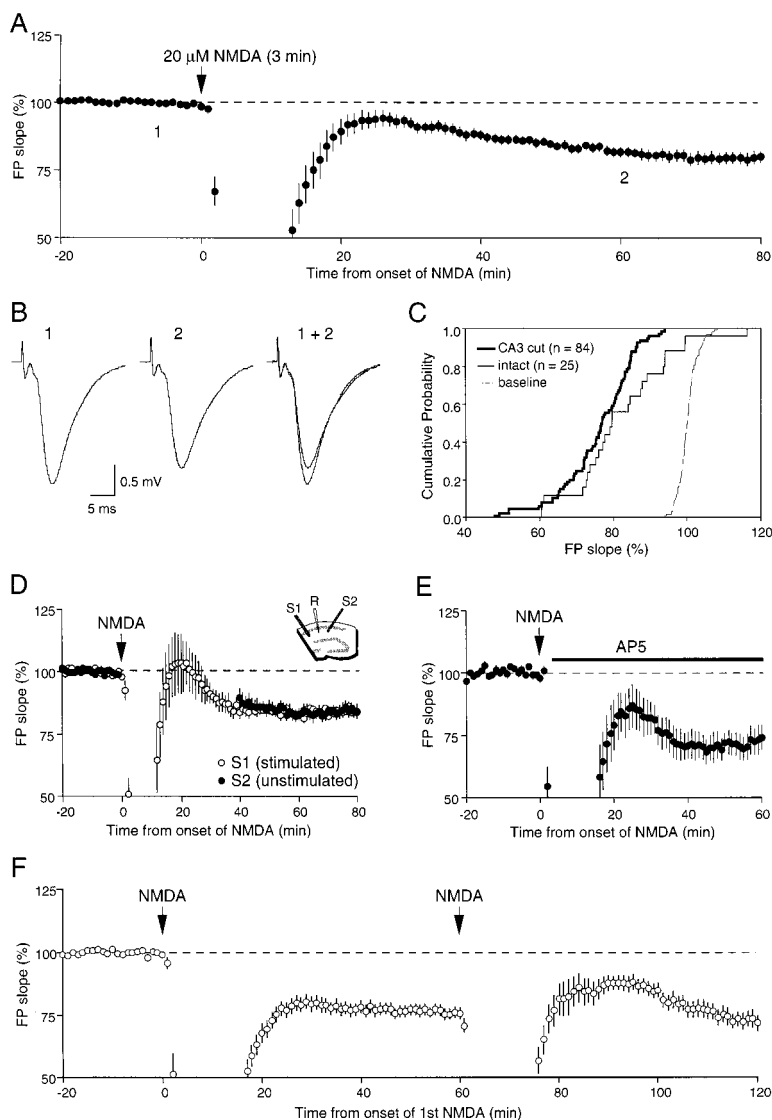 A
125
100
75
50
FP slope (%)
20 µM NMDA (3 min)
1
2
-20 0 20 40 60 80
Time from onset of NMDA (min)
B
1 2 1 + 2
0.5 mV
5 ms
C
1.0
0.8
0.6
0.4
0.2
0.0
Cumulative Probability
CA3 cut (n = 84)
intact (n = 25)
baseline
40 60 80 100 120
FP slope (%)
D
125
100
75
50
FP slope (%)
NMDA
S1 R S2
S1 (stimulated)
S2 (unstimulated)
-20 0 20 40 60 80
Time from onset of NMDA (min)
E
125
100
75
50
FP slope (%)
NMDA
AP5
-20 0 20 40 60
Time from onset of NMDA (min)
F
125
100
75
50
FP slope (%)
NMDA NMDA
-20 0 20 40 60 80 100 120
Time from onset of 1st NMDA (min)